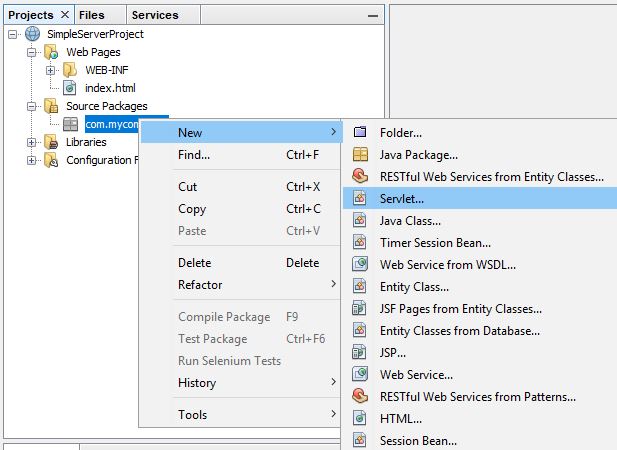 Projects X Files Services
SimpleServerProject
Web Pages
WEB-INF
index.html
Source Packages
Libraries
Configuration
New
Find... Ctrl+F
Cut Ctrl+X
Copy Ctrl+C
Paste Ctrl+V
Delete Delete
Refactor
Compile Package F9
Test Package Ctrl+F6
Run Selenium Tests
History
Tools
Folder...
Java Package...
RESTful Web Services from Entity Classes...
Servlet...
Java Class...
Timer Session Bean...
Web Service from WSDL...
Entity Class...
JSF Pages from Entity Classes...
Entity Classes from Database...
JSP...
Web Service...
RESTful Web Services from Patterns...
HTML...
Session Bean...